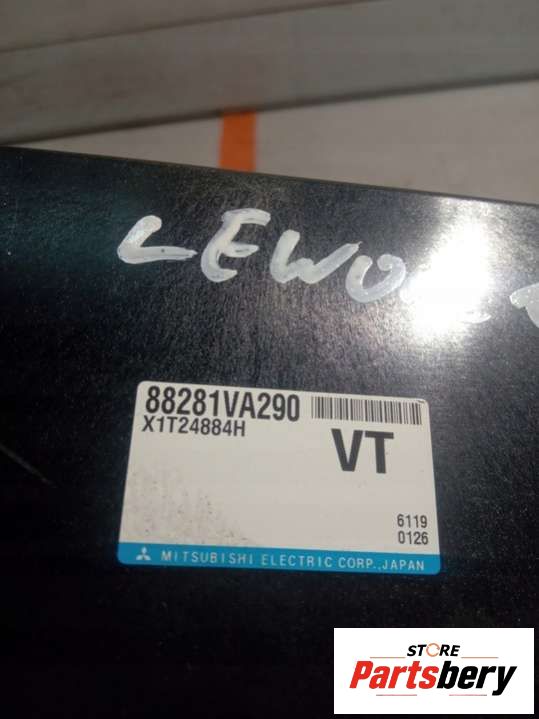 88281VA290
X1T24884H
VT
6119
0126
MITSUBISHI ELECTRIC CORP., JAPAN
STORE
Partsbery